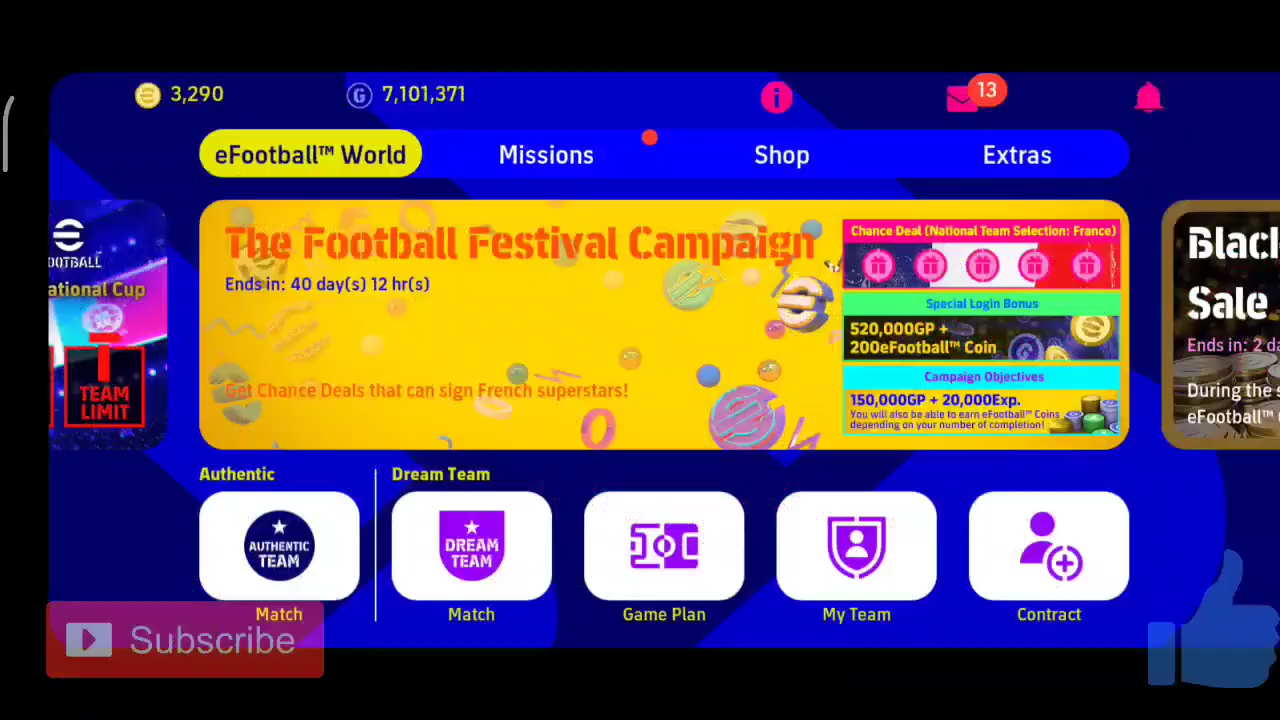 3,290
7,101,371
13
eFootball™ World
Missions
Shop
Extras
OOTBALL
ational Cup
TEAM
LIMIT
The Football Festival Campaign
Ends in: 40 day(s) 12 hr(s)
Get Chance Deals that can sign French superstars!
Chance Deal (National Team Selection: France)
Special Login Bonus
520,000GP +
200eFootball™ Coin
Campaign Objectives
150,000GP + 20,000Exp.
You will also be able to earn eFootball™ Coins
depending on your number of completion!
Blac
Sale
Ends in: 2 da
During the s
eFootball™
Authentic
Dream Team
AUTHENTIC
TEAM
DREAM
TEAM
Match
Match
Game Plan
My Team
Contract
Subscribe